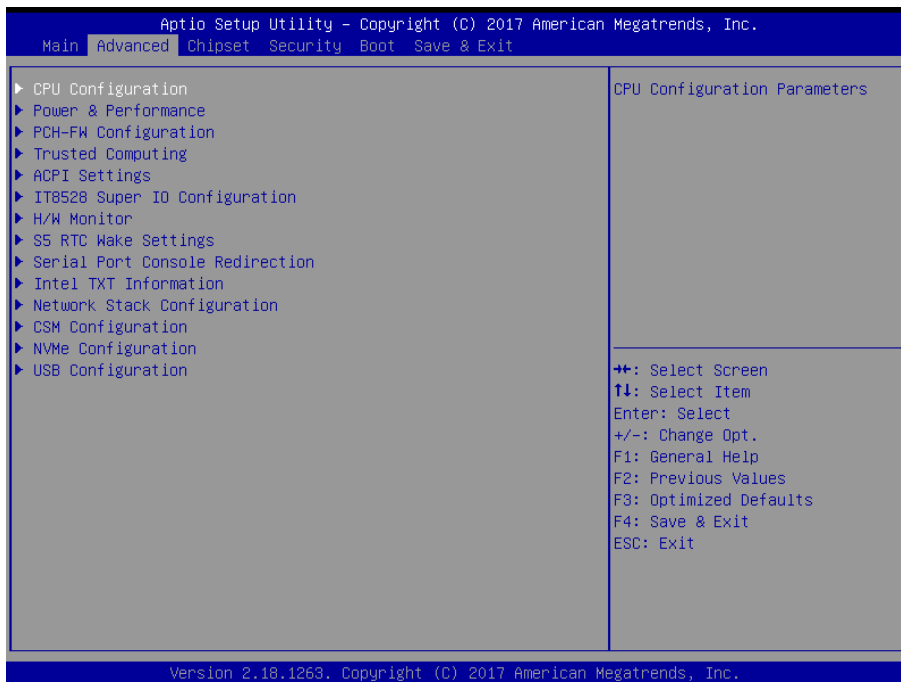 Aptio Setup Utility – Copyright (C) 2017 American Megatrends, Inc.
Main Advanced Chipset Security Boot Save & Exit
CPU Configuration
Power & Performance
PCH-FW Configuration
Trusted Computing
ACPI Settings
IT8528 Super IO Configuration
H/W Monitor
S5 RTC Wake Settings
Serial Port Console Redirection
Intel TXT Information
Network Stack Configuration
CSM Configuration
NVMe Configuration
USB Configuration
CPU Configuration Parameters
→←: Select Screen
↑↓: Select Item
Enter: Select
+/-: Change Opt.
F1: General Help
F2: Previous Values
F3: Optimized Defaults
F4: Save & Exit
ESC: Exit
Version 2.18.1263. Copyright (C) 2017 American Megatrends, Inc.